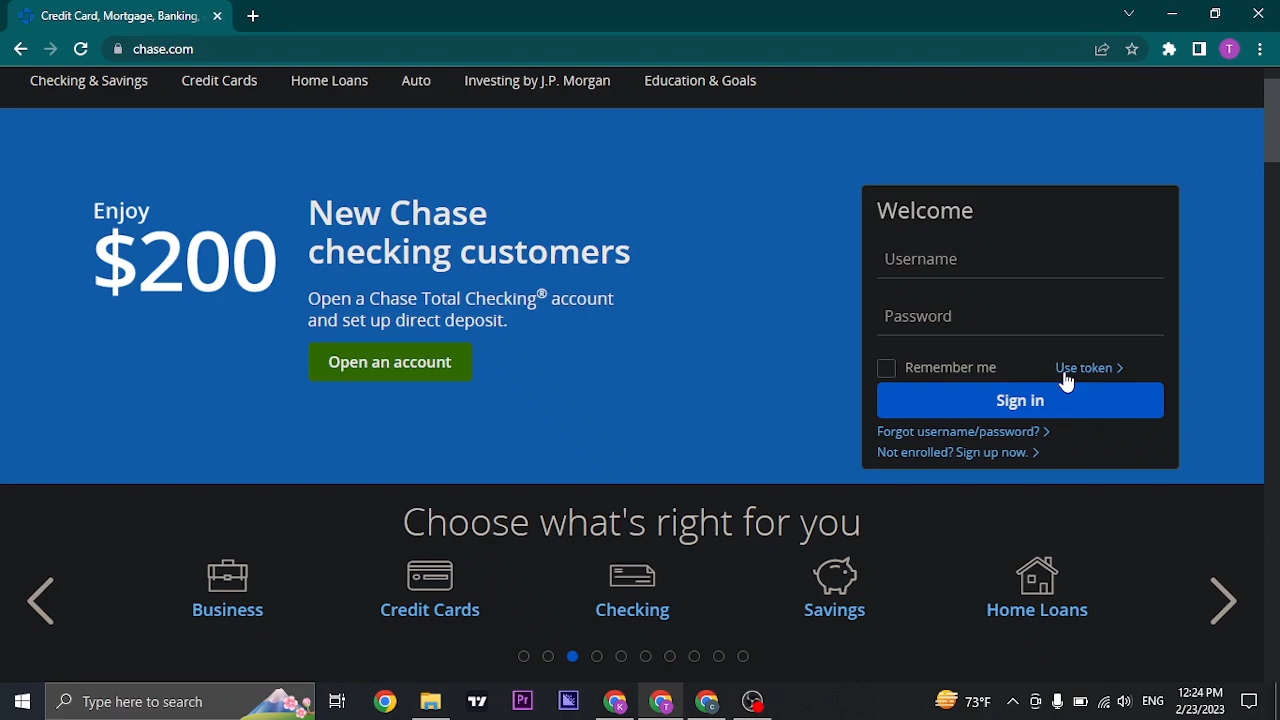 Credit Card, Mortgage, Banking,
chase.com
T
Checking & Savings
Credit Cards
Home Loans
Auto
Investing by J.P. Morgan
Education & Goals
Enjoy
$200
New Chase
checking customers
Open a Chase Total Checking® account
and set up direct deposit.
Open an account
Welcome
Username
Password
Remember me
Use token >
Sign in
Forgot username/password? >
Not enrolled? Sign up now. >
Choose what's right for you
Business
Credit Cards
Checking
Savings
Home Loans
Type here to search
Pr
K
T
C
73°F
ENG
12:24 PM
2/23/2023